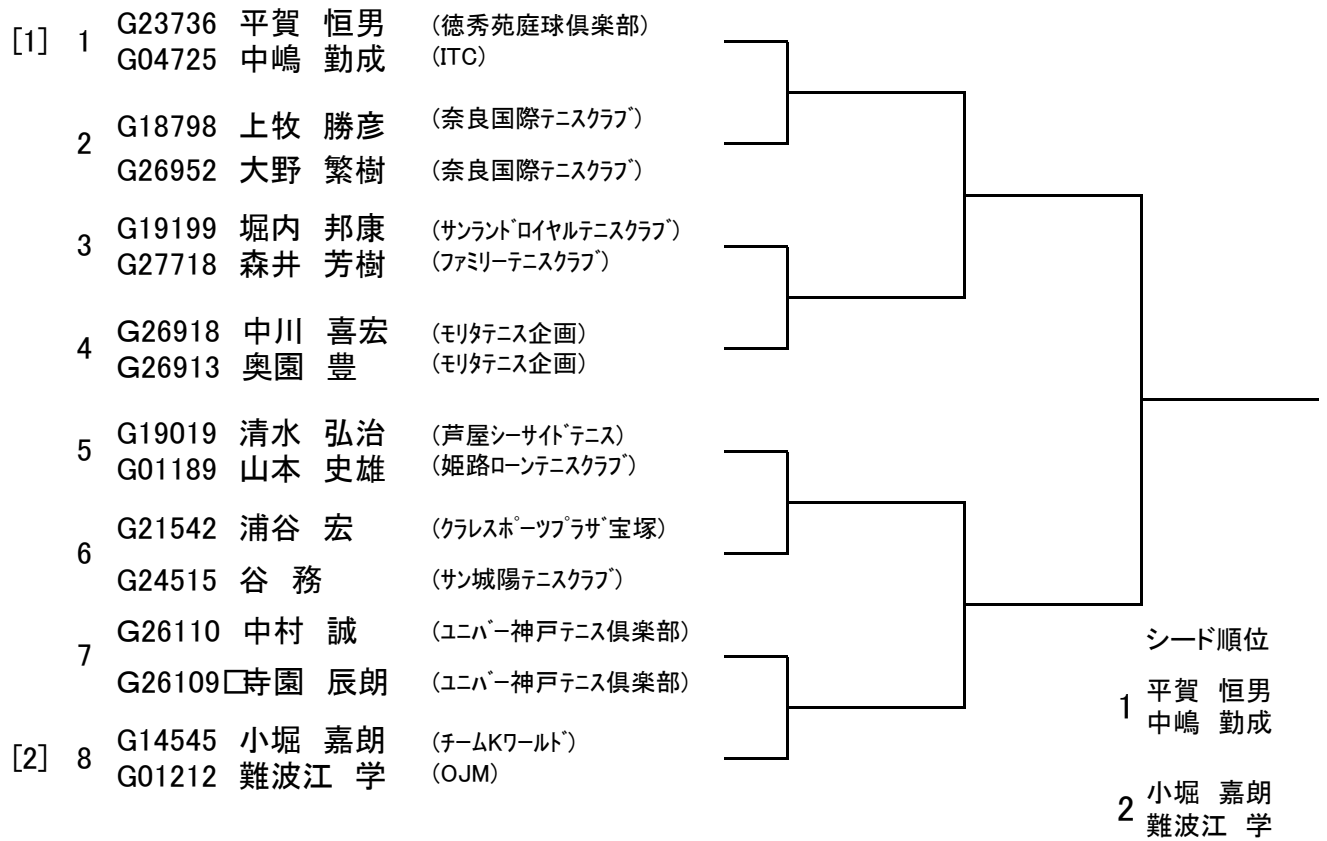 [1] 1 G23736 平賀 恒男 (徳秀苑庭球倶楽部)
G04725 中嶋 勤成 (ITC)
2 G18798 上牧 勝彦 (奈良国際ﾃﾆｽｸﾗﾌﾞ)
G26952 大野 繁樹 (奈良国際ﾃﾆｽｸﾗﾌﾞ)
3 G19199 堀内 邦康 (ｻﾝﾗﾝﾄﾞﾛｲﾔﾙﾃﾆｽｸﾗﾌﾞ)
G27718 森井 芳樹 (ﾌｧﾐﾘｰﾃﾆｽｸﾗﾌﾞ)
4 G26918 中川 喜宏 (ﾓﾘﾀﾃﾆｽ企画)
G26913 奥園 豊 (ﾓﾘﾀﾃﾆｽ企画)
5 G19019 清水 弘治 (芦屋ｼｰｻｲﾄﾞﾃﾆｽ)
G01189 山本 史雄 (姫路ﾛｰﾝﾃﾆｽｸﾗﾌﾞ)
6 G21542 浦谷 宏 (ｸﾗﾚｽﾎﾟｰﾂﾌﾟﾗｻﾞ宝塚)
G24515 谷 務 (ｻﾝ城陽ﾃﾆｽｸﾗﾌﾞ)
7 G26110 中村 誠 (ﾕﾆﾊﾞｰ神戸ﾃﾆｽ倶楽部)
G26109□寺園 辰朗 (ﾕﾆﾊﾞｰ神戸ﾃﾆｽ倶楽部)
[2] 8 G14545 小堀 嘉朗 (ﾁｰﾑKﾜｰﾙﾄﾞ)
G01212 難波江 学 (OJM)
シード順位
1 平賀 恒男
中嶋 勤成
2 小堀 嘉朗
難波江 学